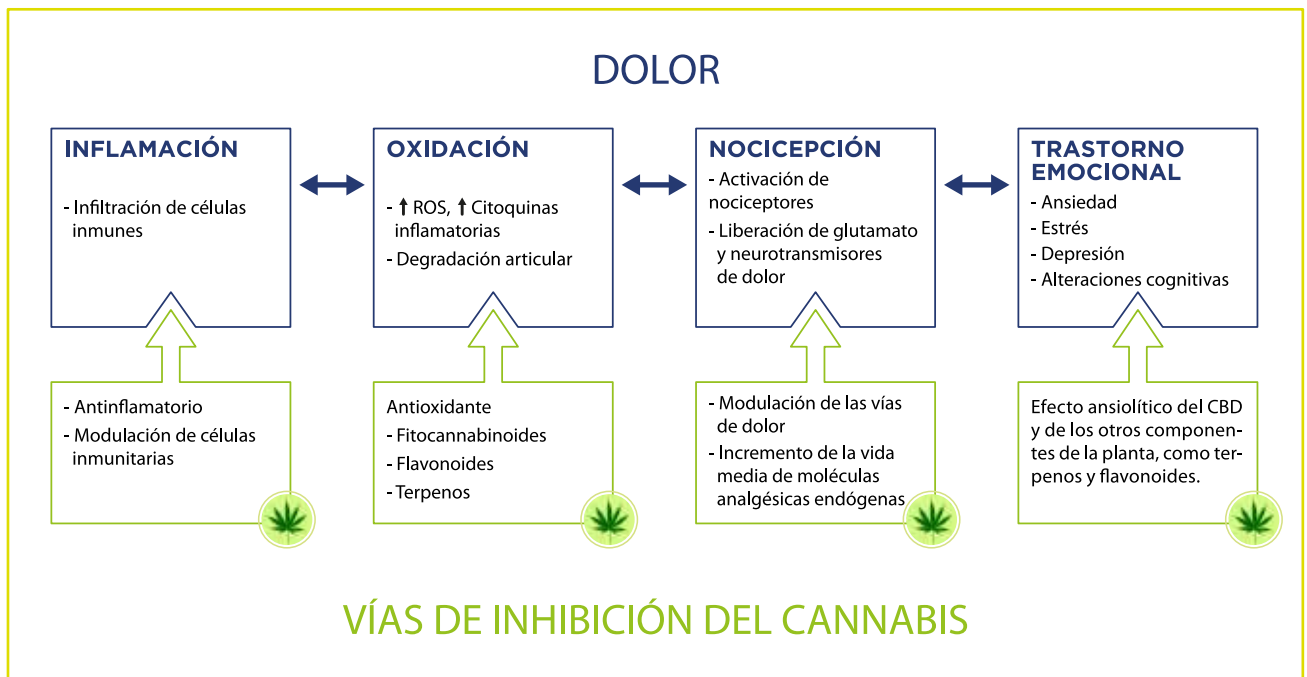 DOLOR
INFLAMACIÓN
- Infiltración de células
inmunes
OXIDACIÓN
- ↑ ROS, ↑ Citoquinas
inflamatorias
- Degradación articular
NOCICEPCIÓN
- Activación de
nociceptores
- Liberación de glutamato
y neurotransmisores
de dolor
TRASTORNO
EMOCIONAL
- Ansiedad
- Estrés
- Depresión
- Alteraciones cognitivas
- Antinflamatorio
- Modulación de células
inmunitarias
Antioxidante
- Fitocannabinoides
- Flavonoides
- Terpenos
- Modulación de las vías
de dolor
- Incremento de la vida
media de moléculas
analgésicas endógenas
Efecto ansiolítico del CBD
y de los otros componen-
tes de la planta, como ter-
penos y flavonoides.
VÍAS DE INHIBICIÓN DEL CANNABIS